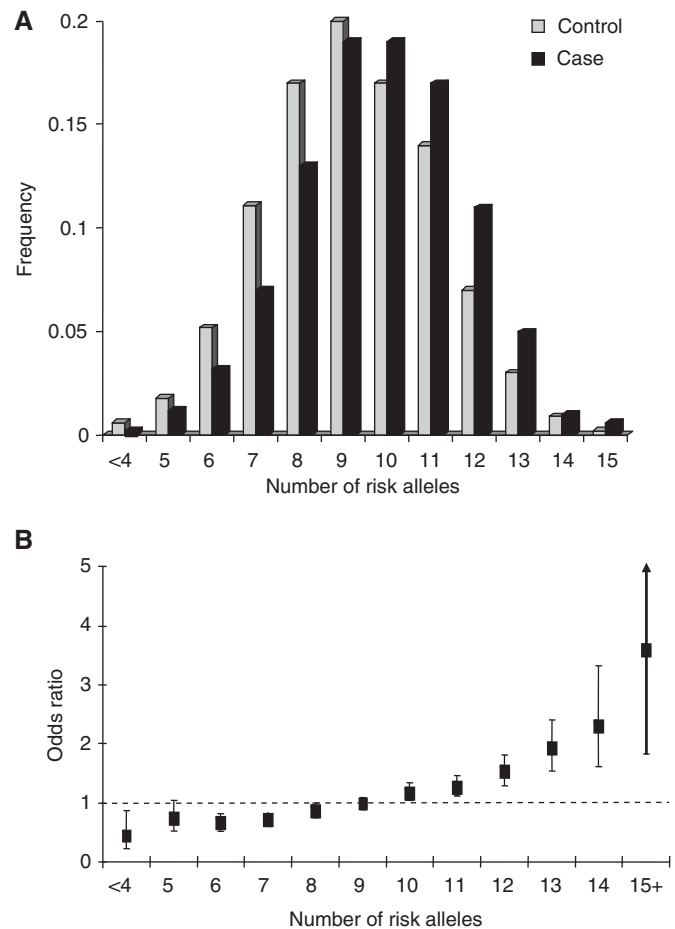 A
0.2
Control
Case
0.15
Frequency
0.1
0.05
0
<4 5 6 7 8 9 10 11 12 13 14 15
Number of risk alleles
B
5
4
3
Odds ratio
2
1
0
<4 5 6 7 8 9 10 11 12 13 14 15+
Number of risk alleles